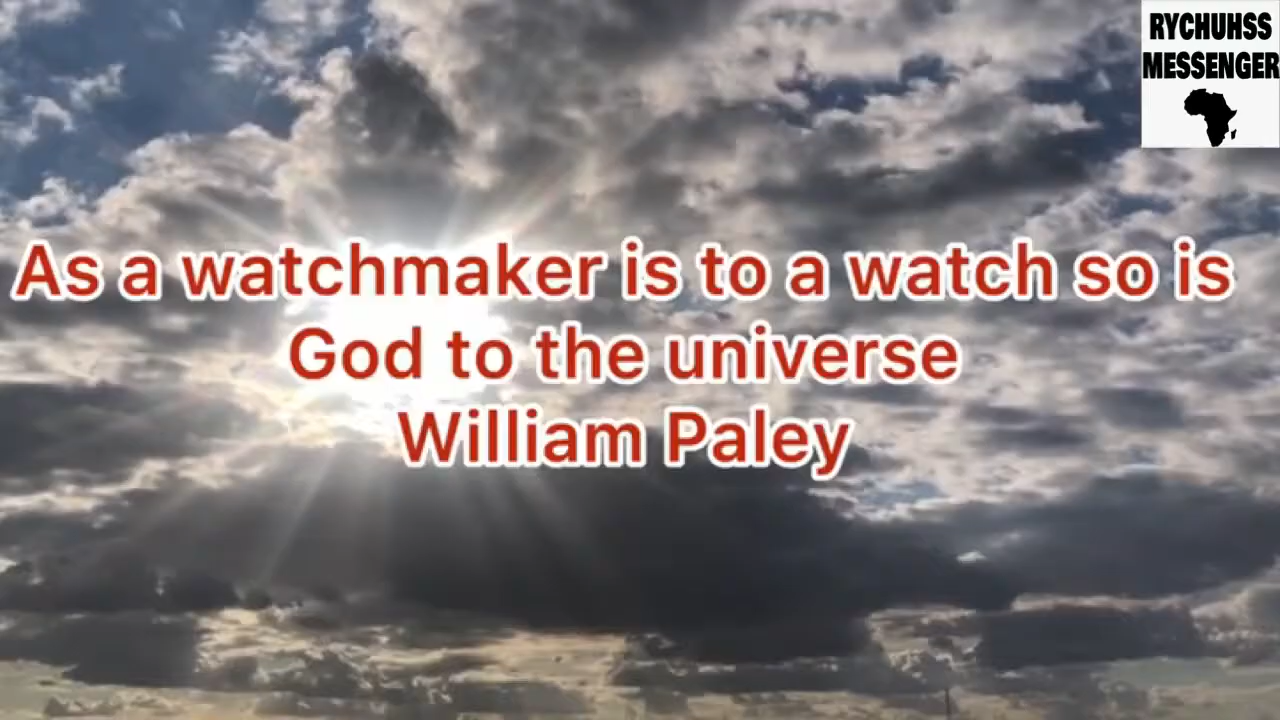 RYCHUHSS
MESSENGER
As a watchmaker is to a watch so is
God to the universe
William Paley